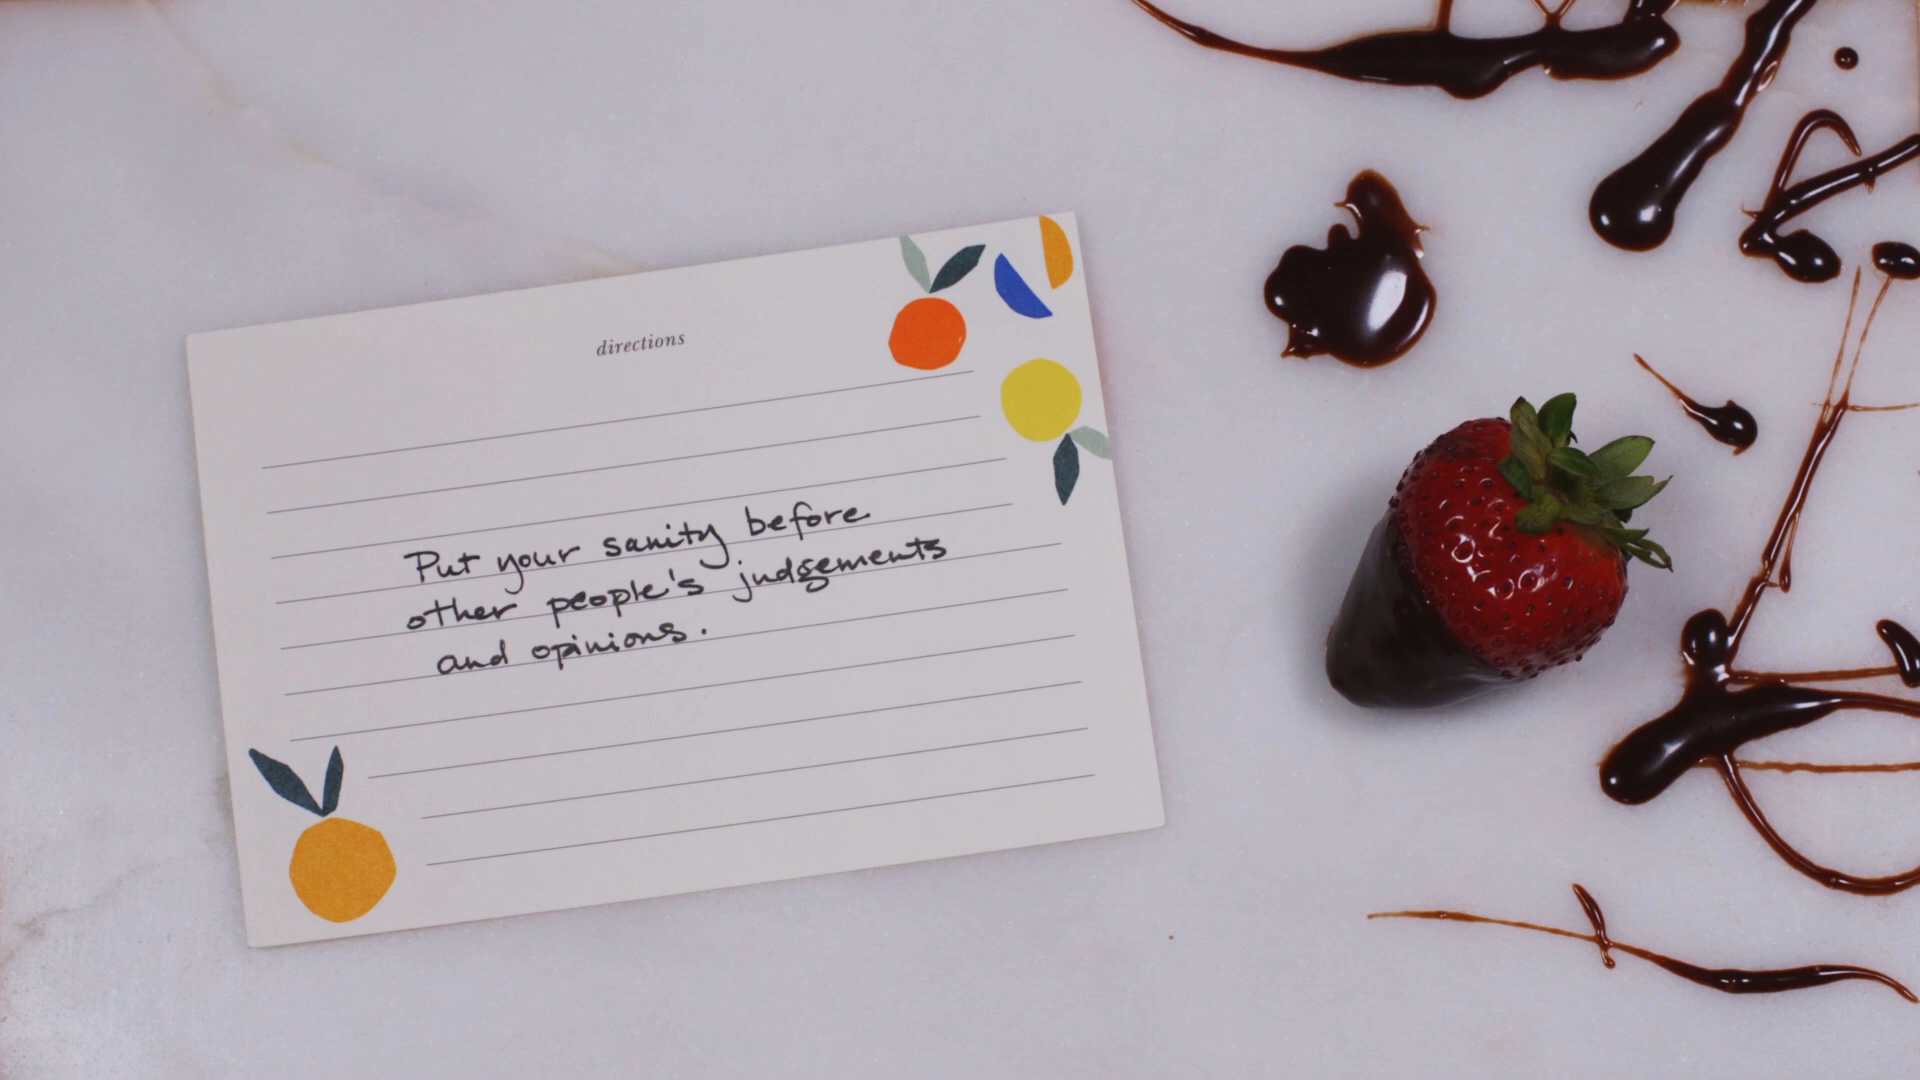 directions
Put your sanity before
other people's judgements
and opinions.